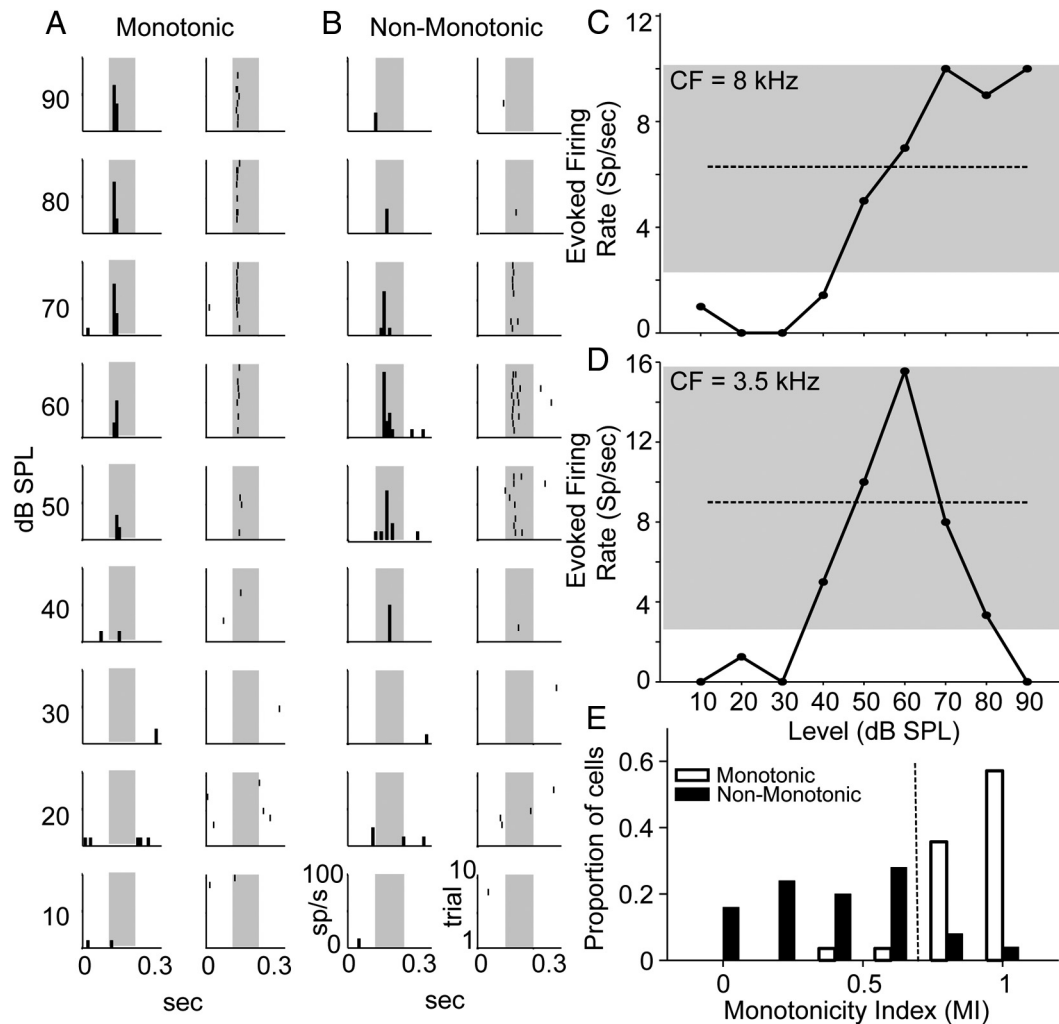 A Monotonic
B Non-Monotonic
dB SPL
90
80
70
60
50
40
30
20
10
sp/s
100
0
trial
10
1
0 0.3 0 0.3 0 0.3 0 0.3
sec sec
C
CF = 8 kHz
Evoked Firing
Rate (Sp/sec)
12
8
4
0
D
CF = 3.5 kHz
Evoked Firing
Rate (Sp/sec)
16
12
8
4
0
10 20 30 40 50 60 70 80 90
Level (dB SPL)
E
Monotonic
Non-Monotonic
Proportion of cells
0.6
0.4
0.2
0
0 0.5 1
Monotonicity Index (MI)